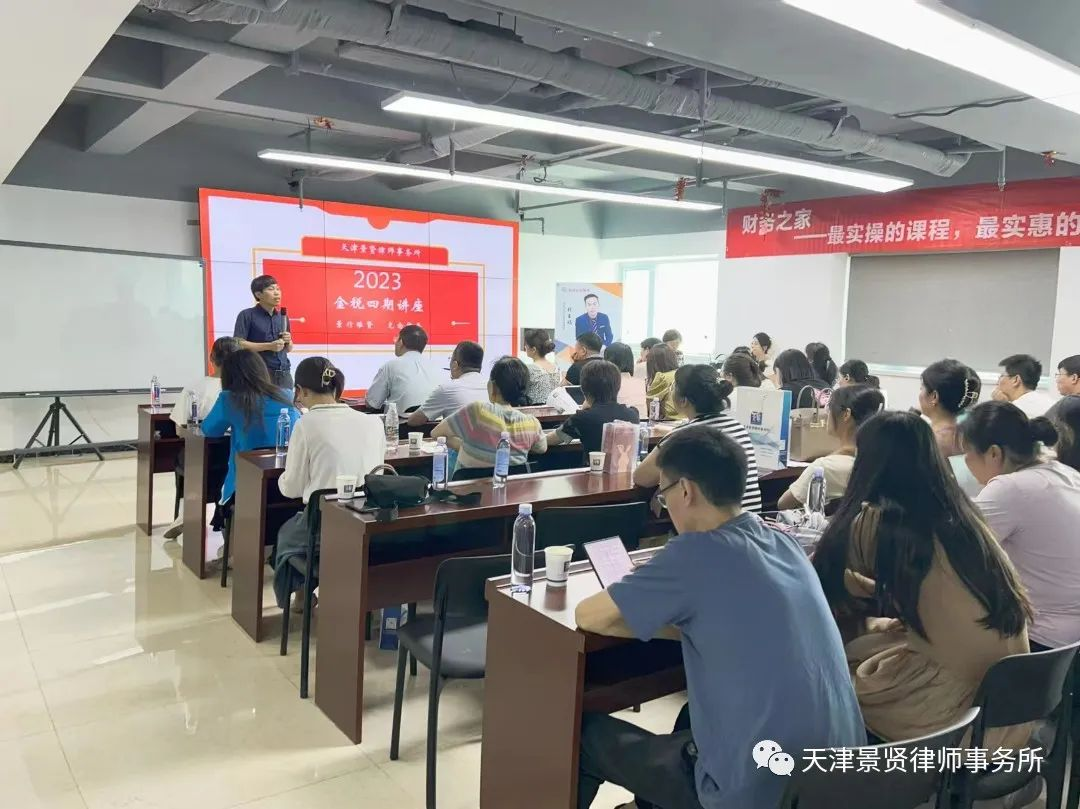 天津景贤律师事务所
2023
金税四期讲座
财务之家
——最实操的课程，最实惠的
天津景贤律师事务所